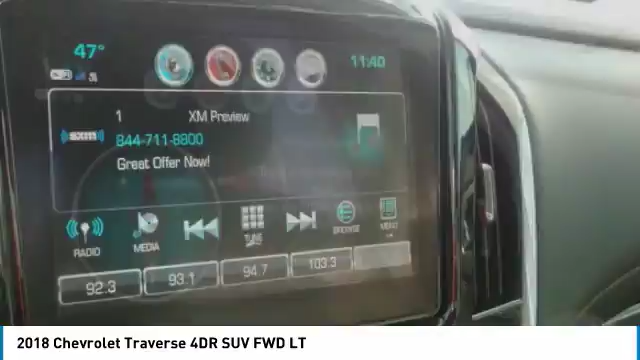 47°
11:40
1 XM Preview
sxm
844-711-8800
Great Offer Now!
RADIO
MEDIA
TUNE
BROWSE
MENU
92.3
93.1
94.7
103.3
2018 Chevrolet Traverse 4DR SUV FWD LT